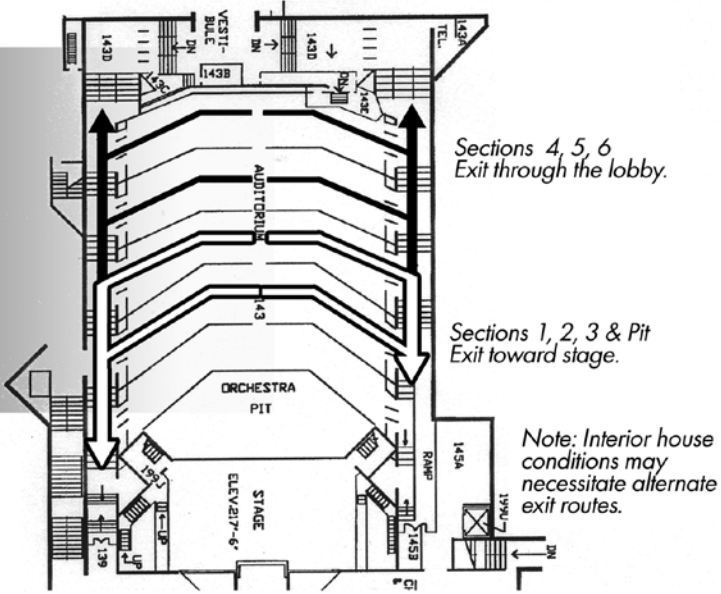 VESTI-
BULE
DN
DN
143D
143D
143A
TEL.
143B
143C
143C
DN
Sections 4, 5, 6
Exit through the lobby.
AUDITORIUM
143
Sections 1, 2, 3 & Pit
Exit toward stage.
ORCHESTRA
PIT
Note: Interior house
conditions may
necessitate alternate
exit routes.
RAMP
145A
199J
STAGE
ELEV.217'-6"
UP
UP
139
145B
DN